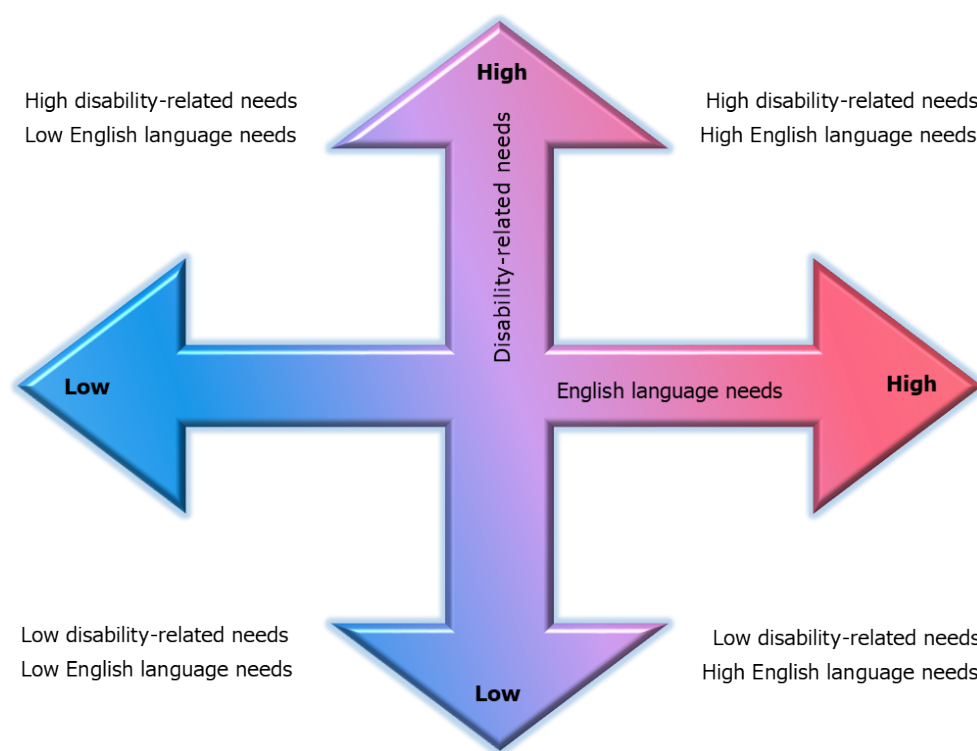 High
High disability-related needs
Low English language needs
High disability-related needs
High English language needs
Disability-related needs
Low
English language needs
High
Low disability-related needs
Low English language needs
Low disability-related needs
High English language needs
Low